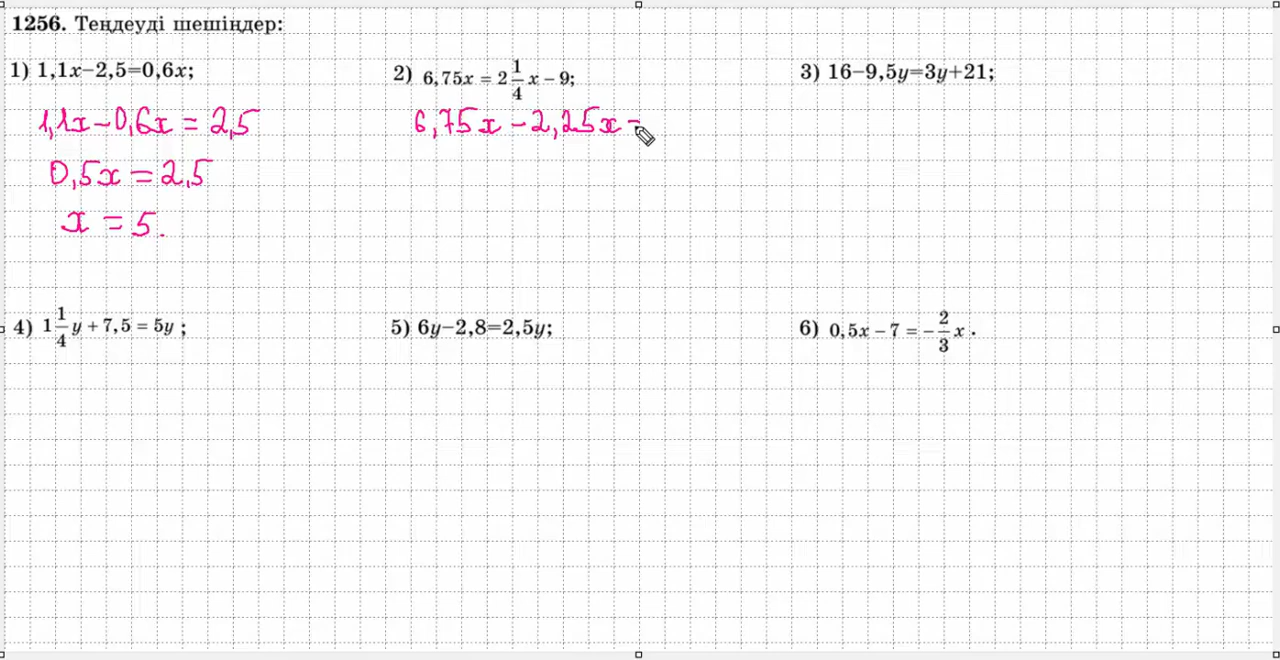 1256. Теңдеуді шешіңдер:
1) 1,1x−2,5=0,6x;
1,1x − 0,6x = 2,5
0,5x = 2,5
x = 5.
2) 6,75x = 2 1/4 x − 9;
6,75x − 2,25x =
3) 16−9,5y=3y+21;
4) 1 1/4 y + 7,5 = 5y ;
5) 6y−2,8=2,5y;
6) 0,5x − 7 = − 2/3 x .